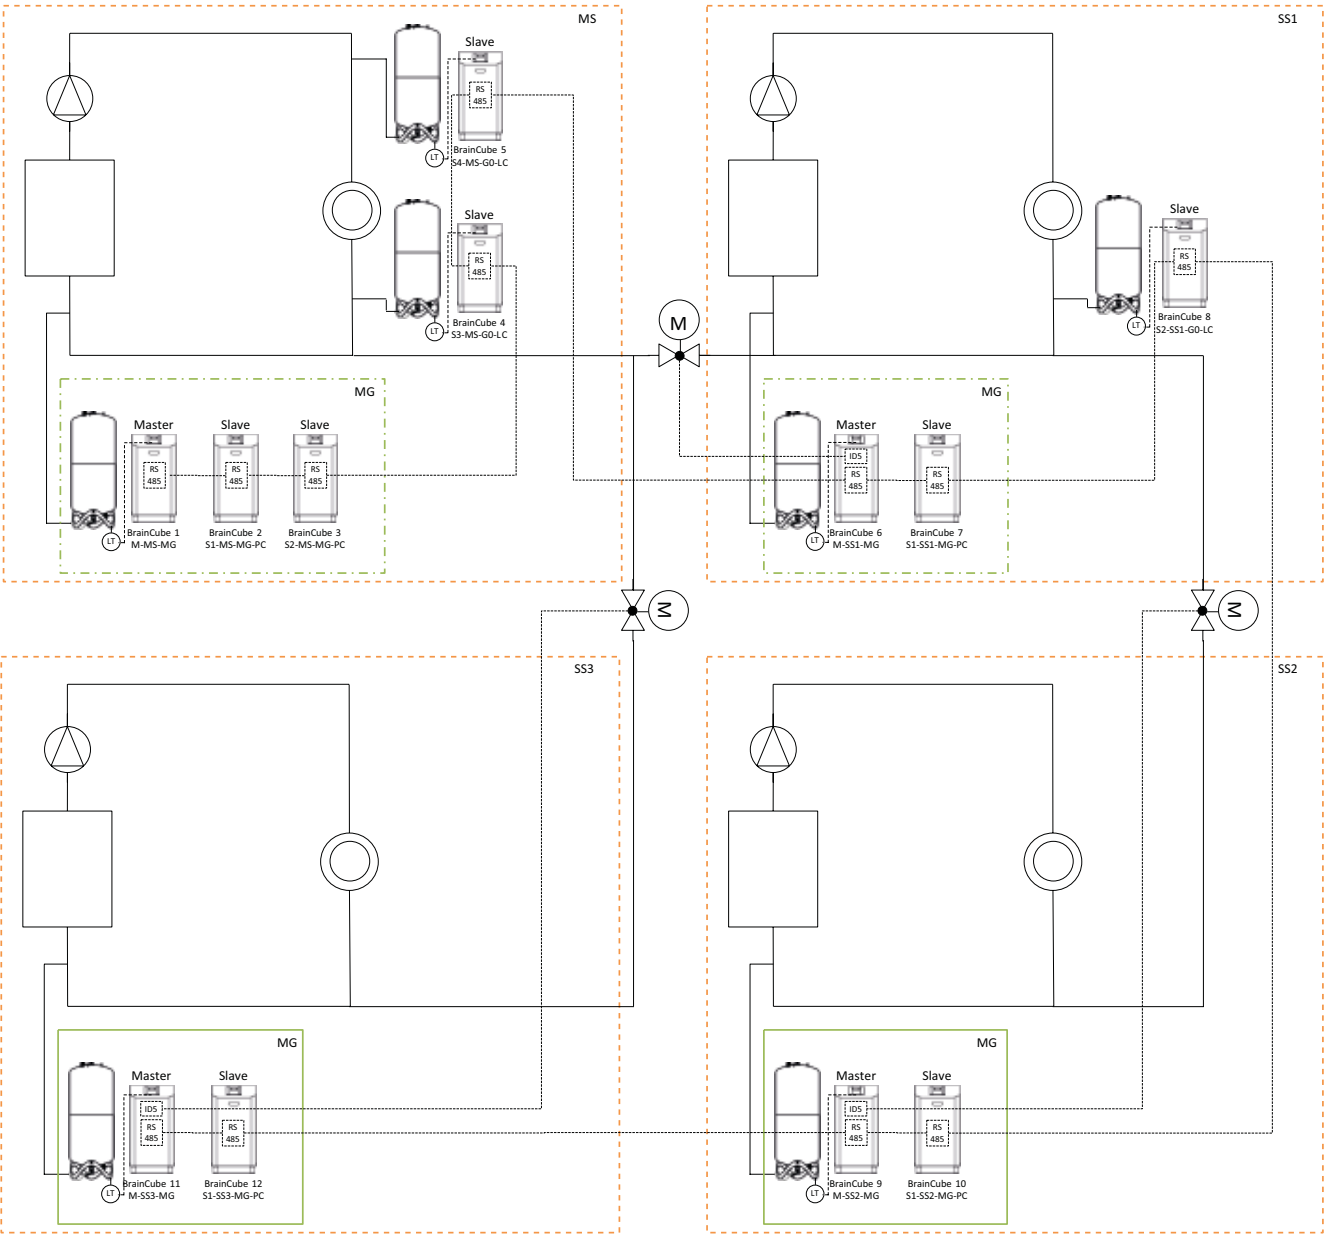 MS
Slave
RS
485
LT
BrainCube 5
S4-MS-G0-LC
Slave
RS
485
LT
BrainCube 4
S3-MS-G0-LC
MG
Master
Slave
Slave
RS
485
RS
485
RS
485
LT
BrainCube 1
M-MS-MG
BrainCube 2
S1-MS-MG-PC
BrainCube 3
S2-MS-MG-PC
M
SS1
Slave
RS
485
LT
BrainCube 8
S2-SS1-G0-LC
MG
Master
Slave
ID5
RS
485
RS
485
LT
BrainCube 6
M-SS1-MG
BrainCube 7
S1-SS1-MG-PC
M
M
SS3
MG
Master
Slave
ID5
RS
485
RS
485
LT
BrainCube 11
M-SS3-MG
BrainCube 12
S1-SS3-MG-PC
SS2
MG
Master
Slave
ID5
RS
485
RS
485
LT
BrainCube 9
M-SS2-MG
BrainCube 10
S1-SS2-MG-PC